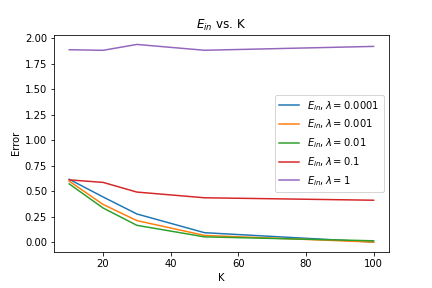 E_in vs. K
2.00
1.75
1.50
1.25
1.00
0.75
0.50
0.25
0.00
Error
E_in, λ = 0.0001
E_in, λ = 0.001
E_in, λ = 0.01
E_in, λ = 0.1
E_in, λ = 1
20 40 60 80 100
K